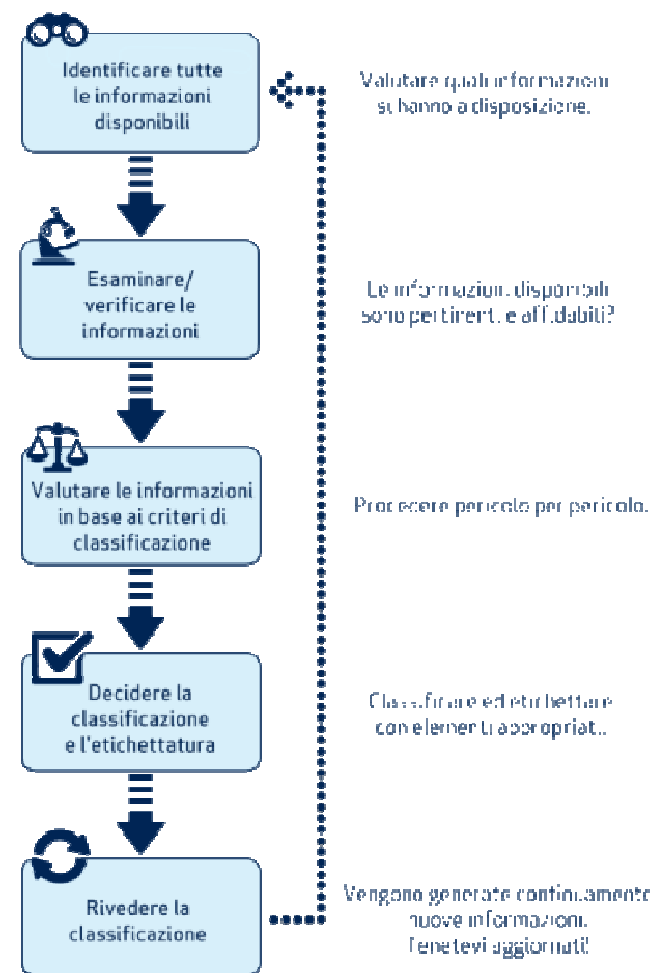 Identificare tutte
le informazioni
disponibili
Valutare quali informazioni
si hanno a disposizione.
Esaminare/
verificare le
informazioni
Le informazioni disponibili
sono pertinenti e affidabili?
Valutare le informazioni
in base ai criteri di
classificazione
Procedere pericolo per pericolo.
Decidere la
classificazione
e l'etichettatura
Classificare ed etichettare
con elementi appropriati.
Rivedere la
classificazione
Vengono generate continuamente
nuove informazioni.
Tenetevi aggiornati!